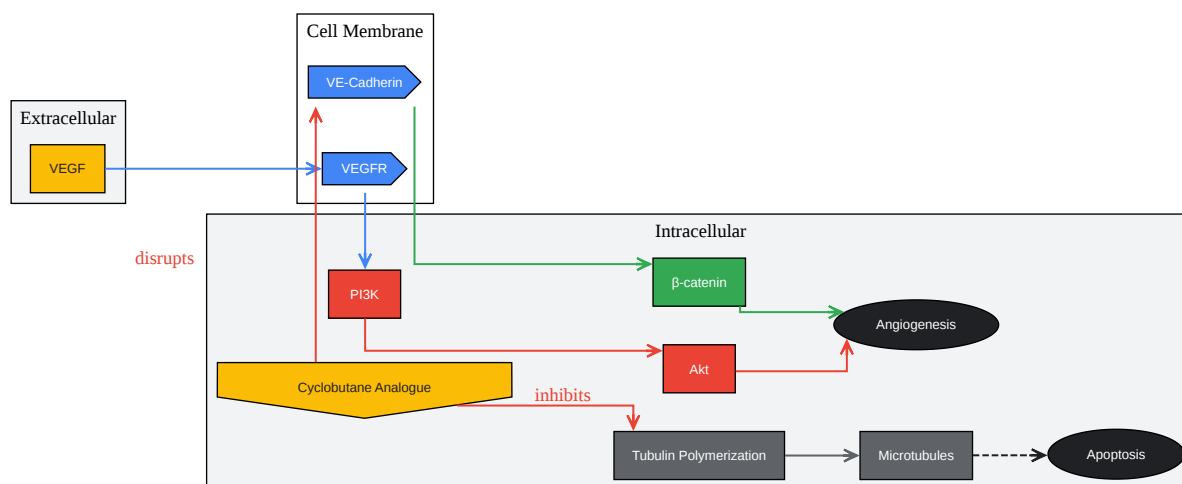 Cell Membrane
VE-Cadherin
Extracellular
VEGF
VEGFR
Intracellular
disrupts
PI3K
β-catenin
Angiogenesis
Akt
Cyclobutane Analogue
inhibits
Tubulin Polymerization
Microtubules
Apoptosis